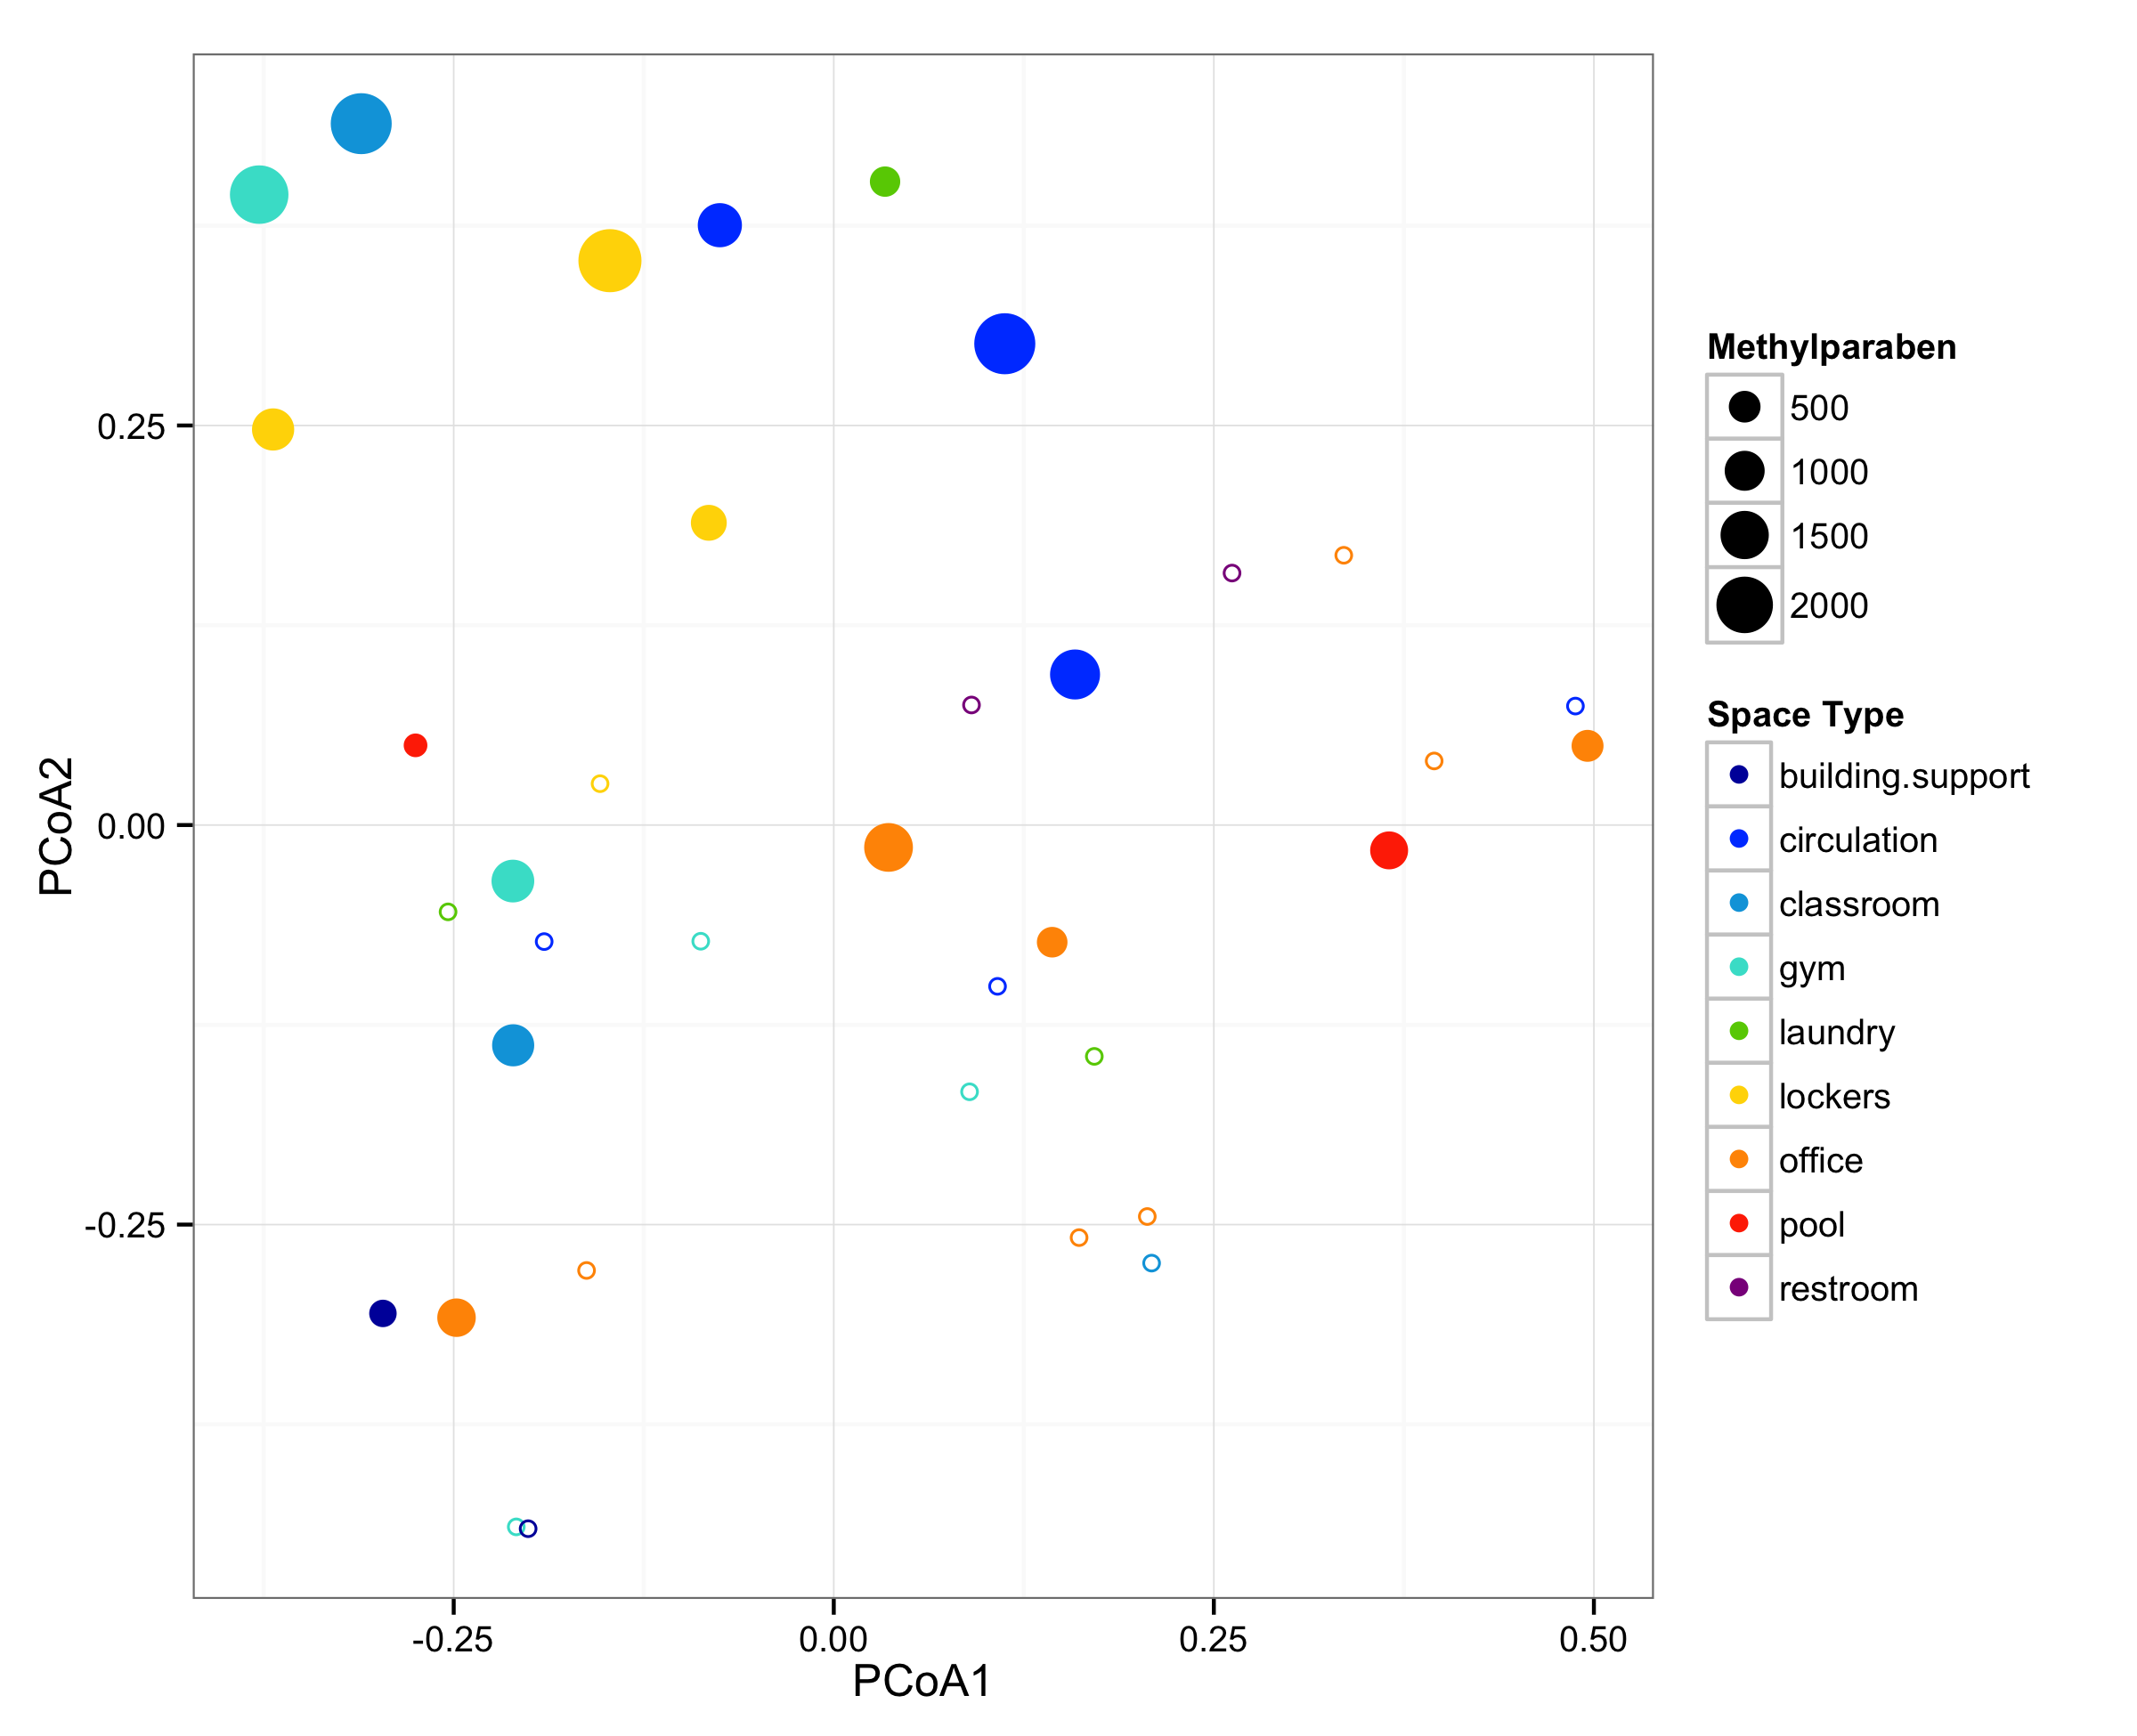 0.25
0.00
-0.25
PCoA2
-0.25
0.00
0.25
0.50
PCoA1
Methylparaben
500
1000
1500
2000
Space Type
building.support
circulation
classroom
gym
laundry
lockers
office
pool
restroom